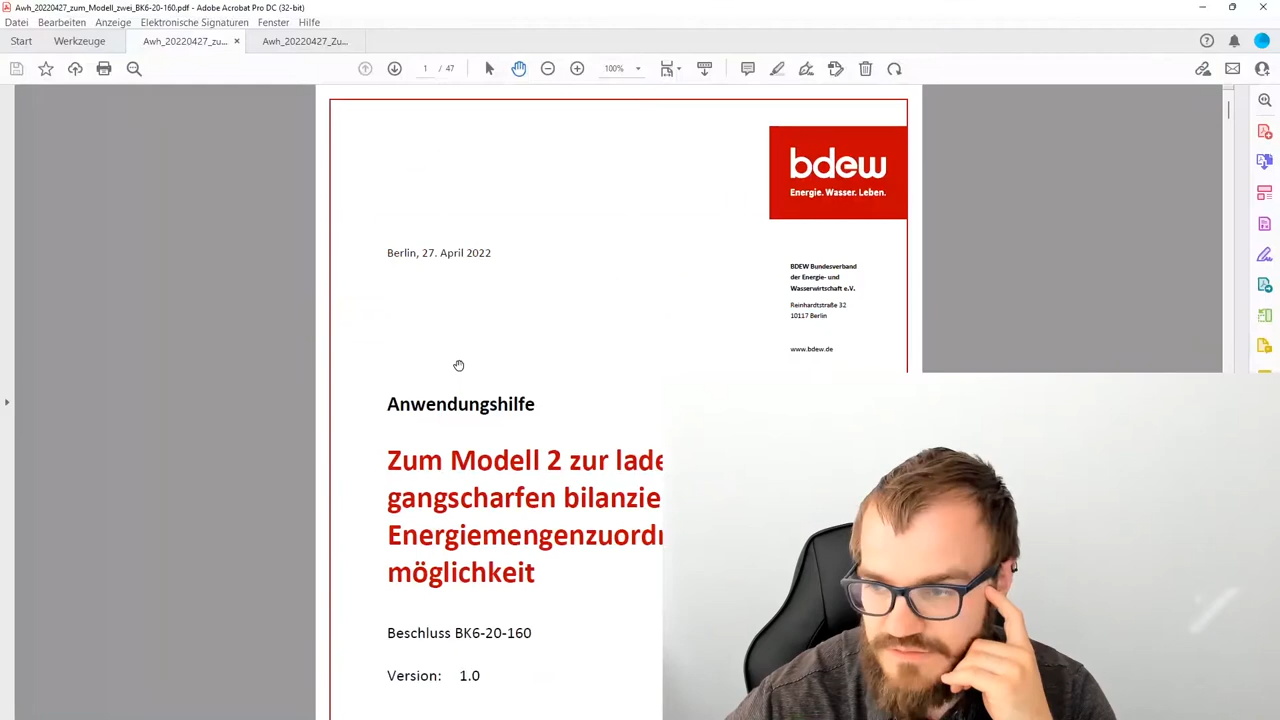 Awh_20220427_zum_Modell_zwei_BK6-20-160.pdf - Adobe Acrobat Pro DC (32-bit)
Datei Bearbeiten Anzeige Elektronische Signaturen Fenster Hilfe
Start Werkzeuge Awh_20220427_zu... × Awh_20220427_Zu...
1 / 47 100%
bdew
Energie. Wasser. Leben.
Berlin, 27. April 2022
BDEW Bundesverband
der Energie- und
Wasserwirtschaft e.V.
Reinhardtstraße 32
10117 Berlin
www.bdew.de
Anwendungshilfe
Zum Modell 2 zur lade
gangscharfen bilanzie
Energiemengenzuord
möglichkeit
Beschluss BK6-20-160
Version: 1.0